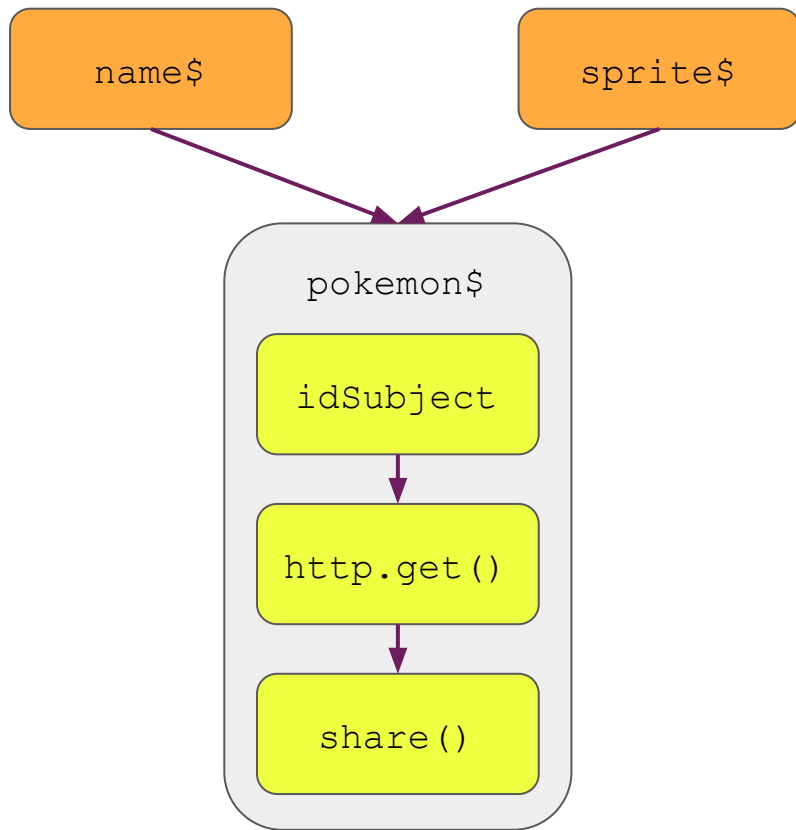 name$
sprite$
pokemon$
idSubject
http.get()
share()